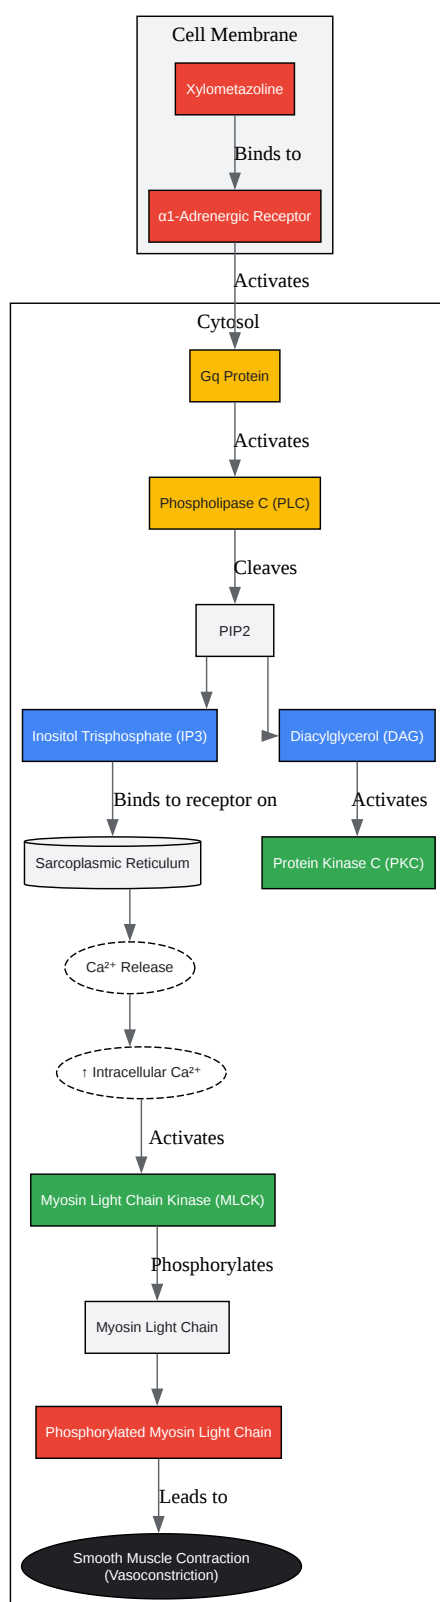 Cell Membrane
Xylometazoline
Binds to
α1-Adrenergic Receptor
Activates
Cytosol
Gq Protein
Activates
Phospholipase C (PLC)
Cleaves
PIP2
Inositol Trisphosphate (IP3)
Diacylglycerol (DAG)
Binds to receptor on
Activates
Sarcoplasmic Reticulum
Protein Kinase C (PKC)
Ca²⁺ Release
↑ Intracellular Ca²⁺
Activates
Myosin Light Chain Kinase (MLCK)
Phosphorylates
Myosin Light Chain
Phosphorylated Myosin Light Chain
Leads to
Smooth Muscle Contraction
(Vasoconstriction)